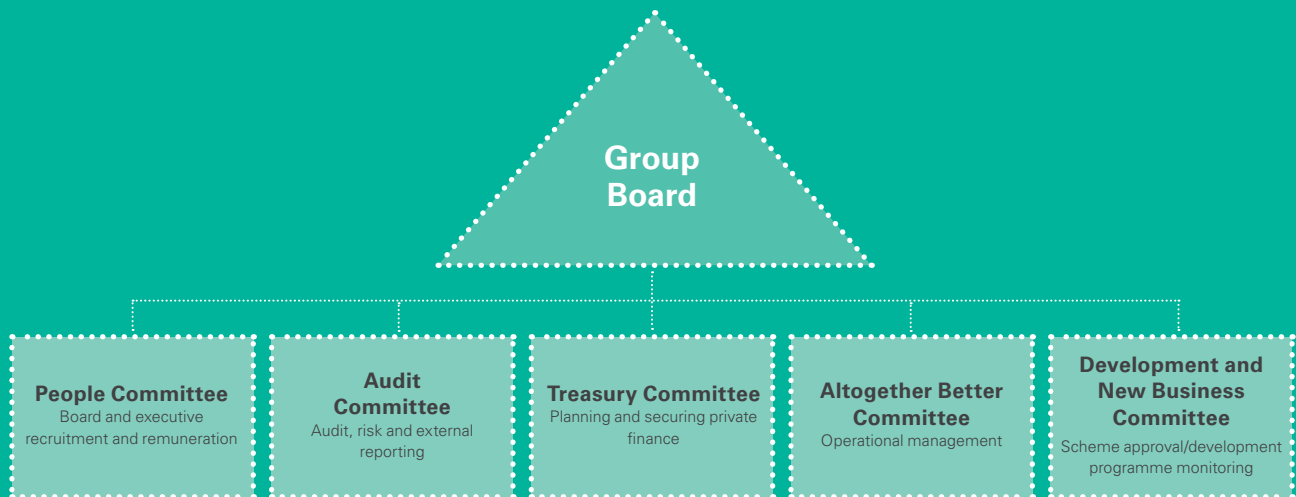 Group
Board
People Committee
Board and executive
recruitment and remuneration
Audit
Committee
Audit, risk and external
reporting
Treasury Committee
Planning and securing private
finance
Altogether Better
Committee
Operational management
Development and
New Business
Committee
Scheme approval/development
programme monitoring